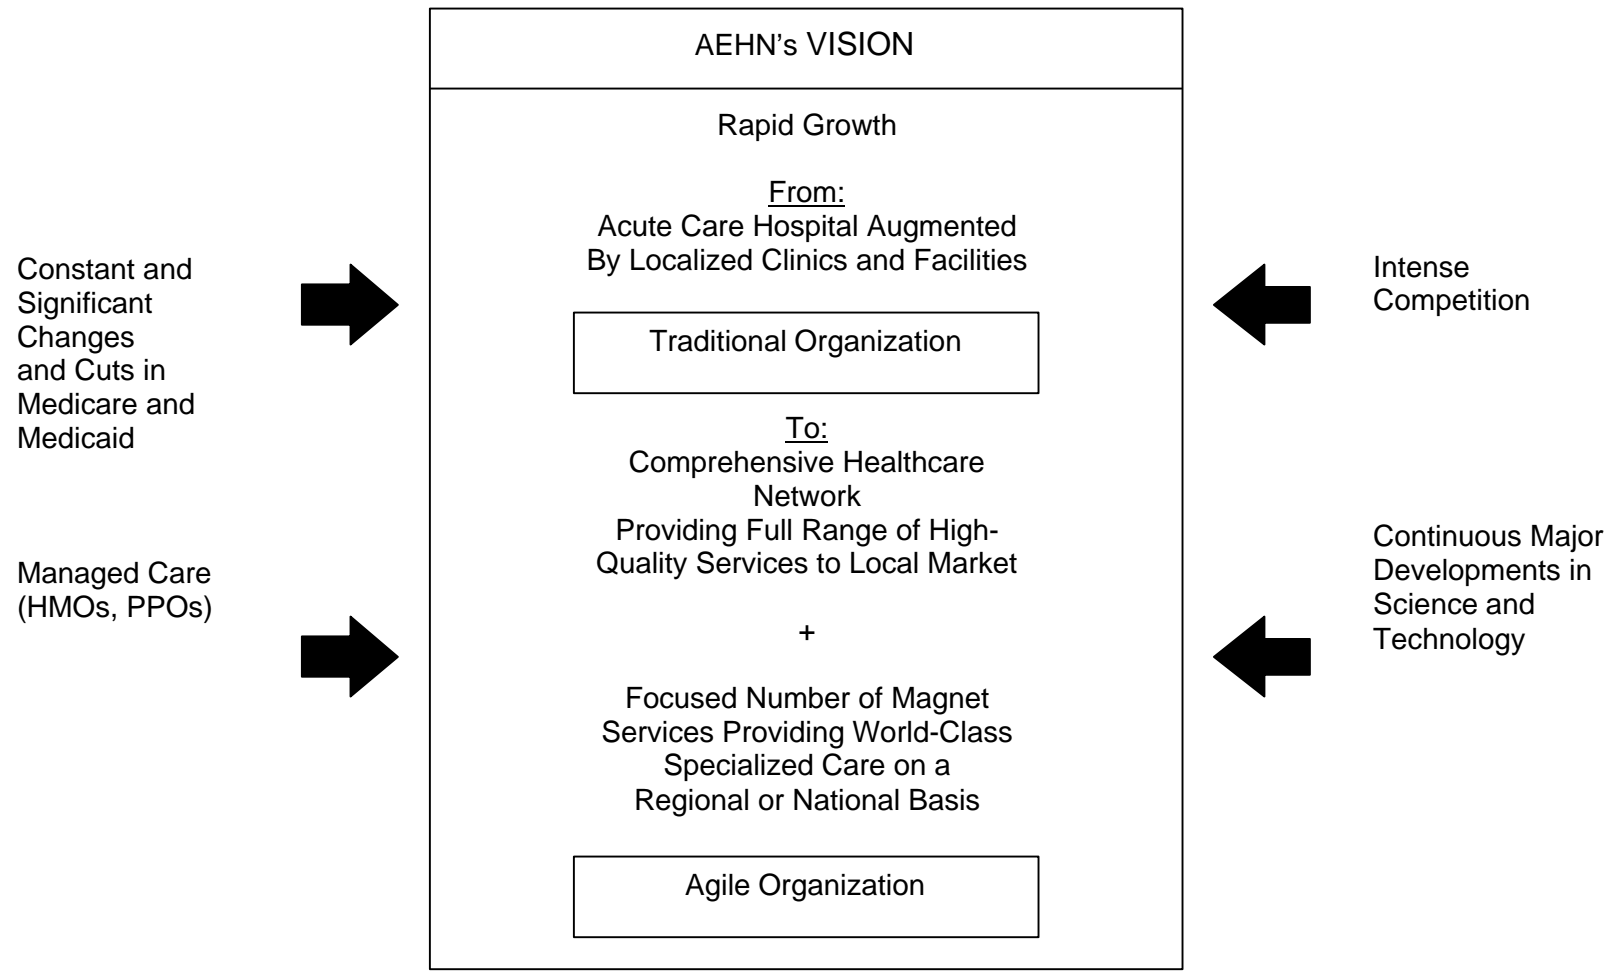 AEHN's VISION
Rapid Growth
From:
Acute Care Hospital Augmented
By Localized Clinics and Facilities
Traditional Organization
To:
Comprehensive Healthcare
Network
Providing Full Range of High-
Quality Services to Local Market
+
Focused Number of Magnet
Services Providing World-Class
Specialized Care on a
Regional or National Basis
Agile Organization
Constant and
Significant
Changes
and Cuts in
Medicare and
Medicaid
Managed Care
(HMOs, PPOs)
Intense
Competition
Continuous Major
Developments in
Science and
Technology